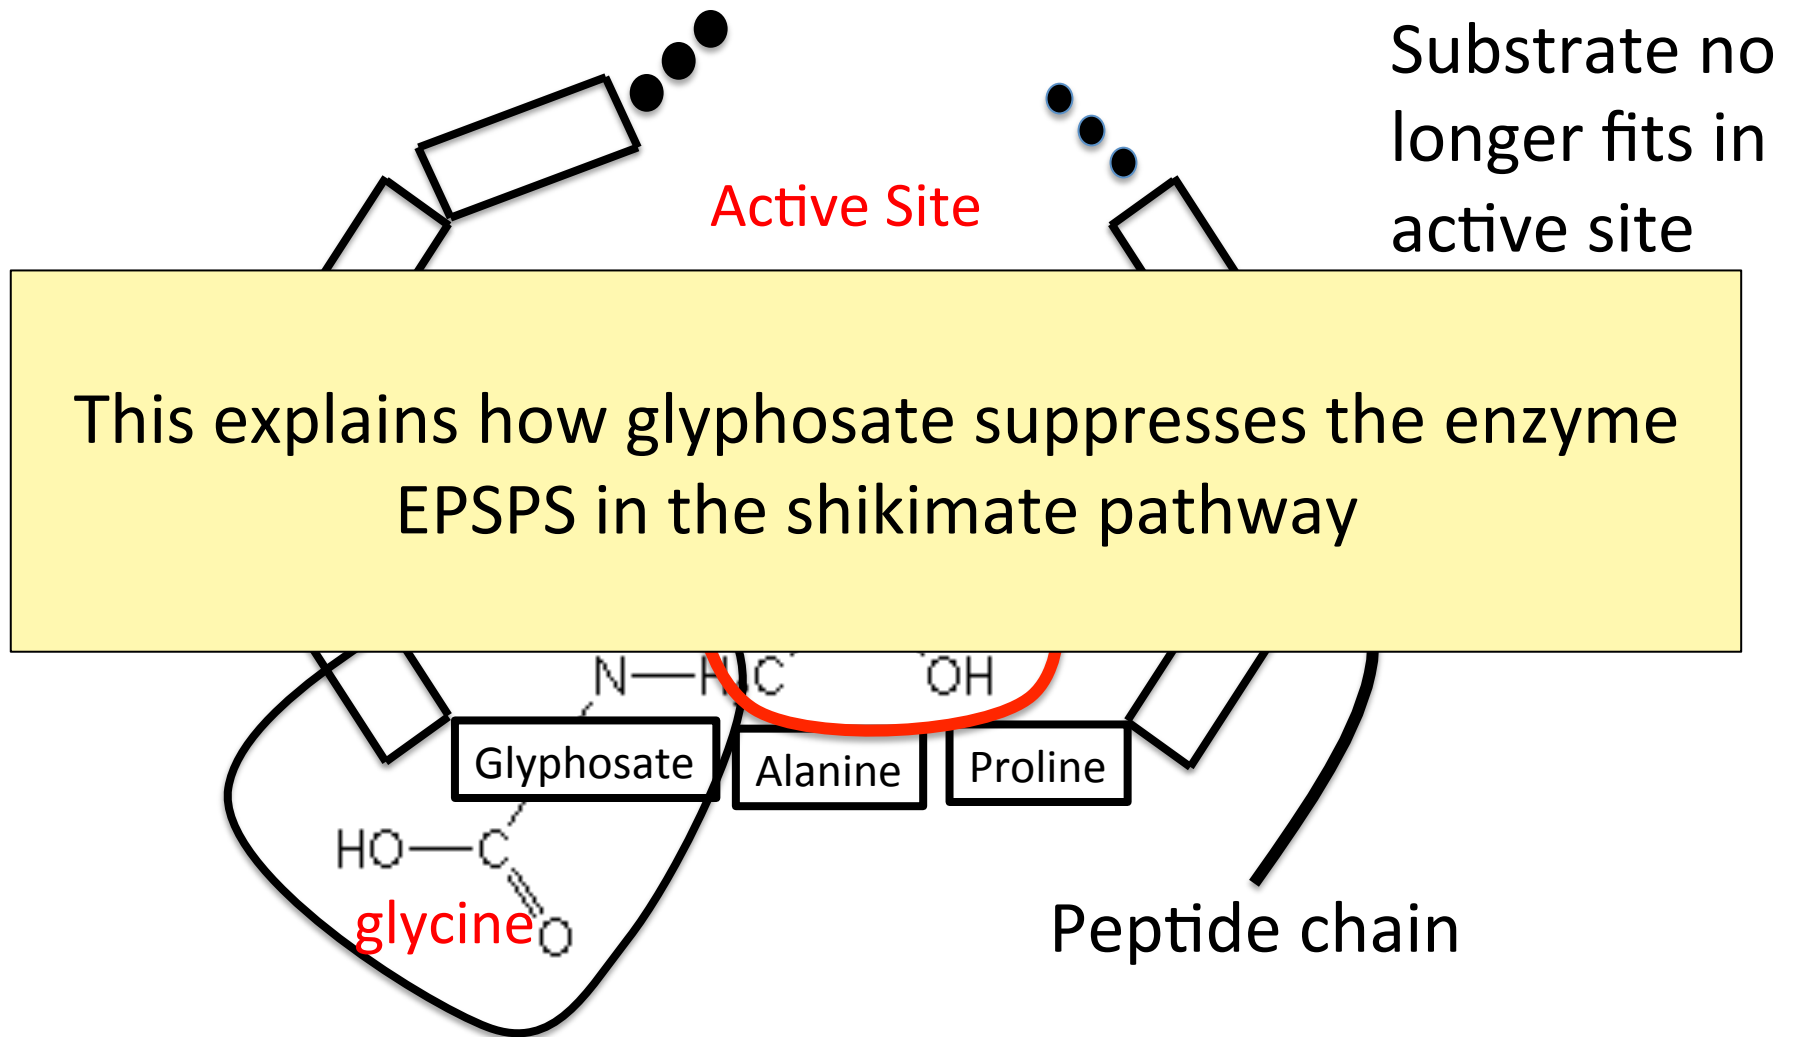 Substrate no
longer fits in
active site
Active Site
This explains how glyphosate suppresses the enzyme
EPSPS in the shikimate pathway
N—H
C
OH
Glyphosate
Alanine
Proline
HO—C
O
glycine
Peptide chain